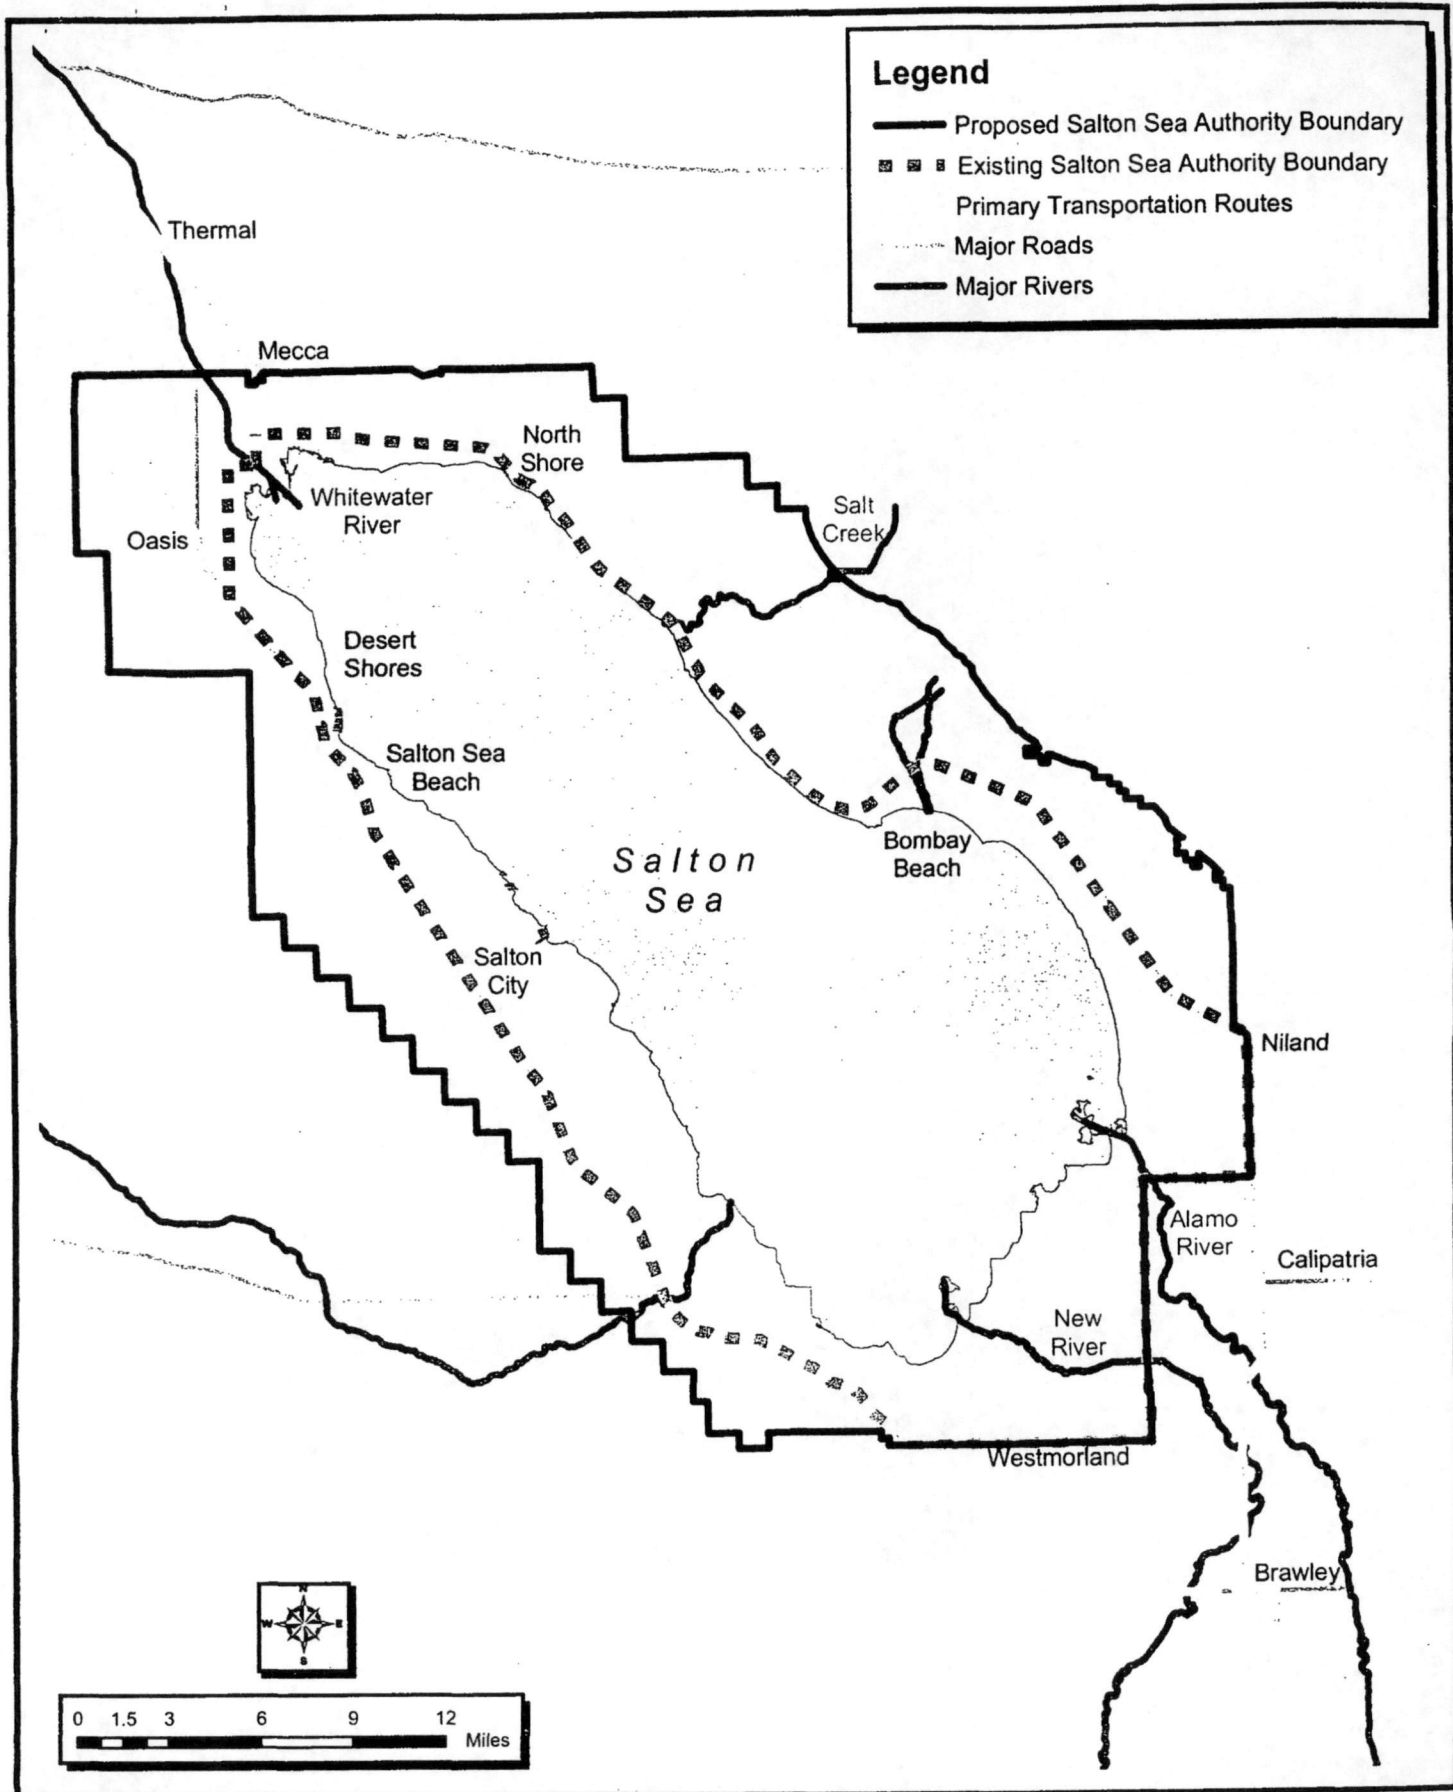 Legend
Proposed Salton Sea Authority Boundary
Existing Salton Sea Authority Boundary
Primary Transportation Routes
Major Roads
Major Rivers
Thermal
Mecca
North
Shore
Whitewater
River
Oasis
Salt
Creek
Desert
Shores
Salton Sea
Beach
Salton
Sea
Bombay
Beach
Salton
City
Niland
Alamo
River
Calipatria
New
River
Westmorland
Brawley
N
W E
S
0 1.5 3 6 9 12
Miles